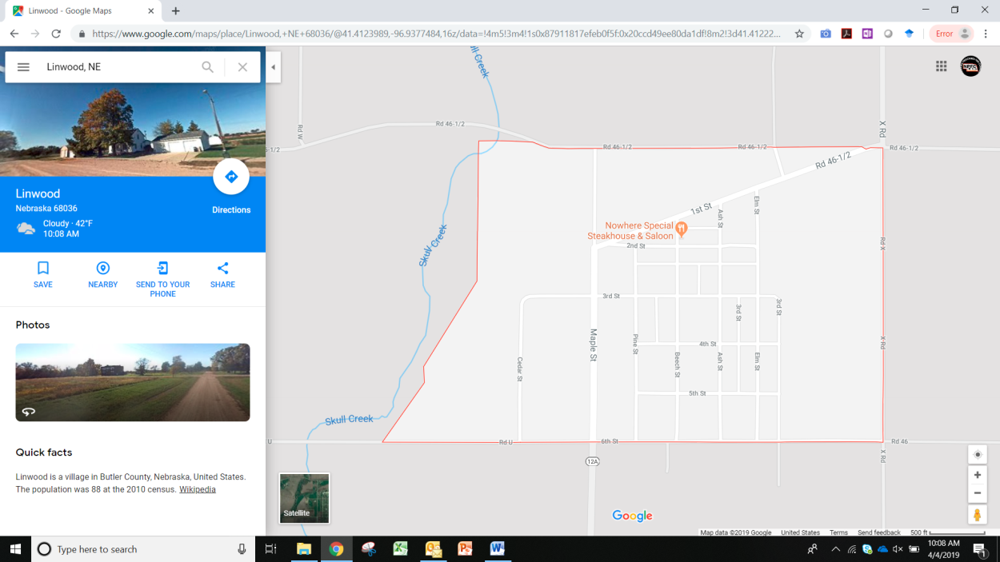 Linwood - Google Maps
https://www.google.com/maps/place/Linwood,+NE+68036/@41.4123989,-96.9377484,16z/data=!4m5!3m4!1s0x87911817efeb0f5f:0x20ccd49ee80da1df!8m2!3d41.41222...
Error
Linwood, NE
Linwood
Nebraska 68036
Cloudy · 42°F
10:08 AM
Directions
SAVE
NEARBY
SEND TO YOUR
PHONE
SHARE
Photos
Quick facts
Linwood is a village in Butler County, Nebraska, United States.
The population was 88 at the 2010 census. Wikipedia
Skull Creek
Rd W
Rd 46-1/2
6-1/2
X Rd
Rd 46-1/2
Rd 46-1/2
Rd 46-1/2
Rd 46-1/2
1st St
Elm St
Ash St
Nowhere Special
Steakhouse & Saloon
2nd St
Skull Creek
Rd X
3rd St
3rd St
3rd St
Maple St
Pine St
4th St
X Rd
Cedar St
Beech St
Ash St
Elm St
5th St
Skull Creek
U
Rd U
6th St
Rd 46
X Rd
12A
Satellite
Google
Map data ©2019 Google
United States
Terms
Send feedback
500 ft
Type here to search
10:08 AM
4/4/2019
1